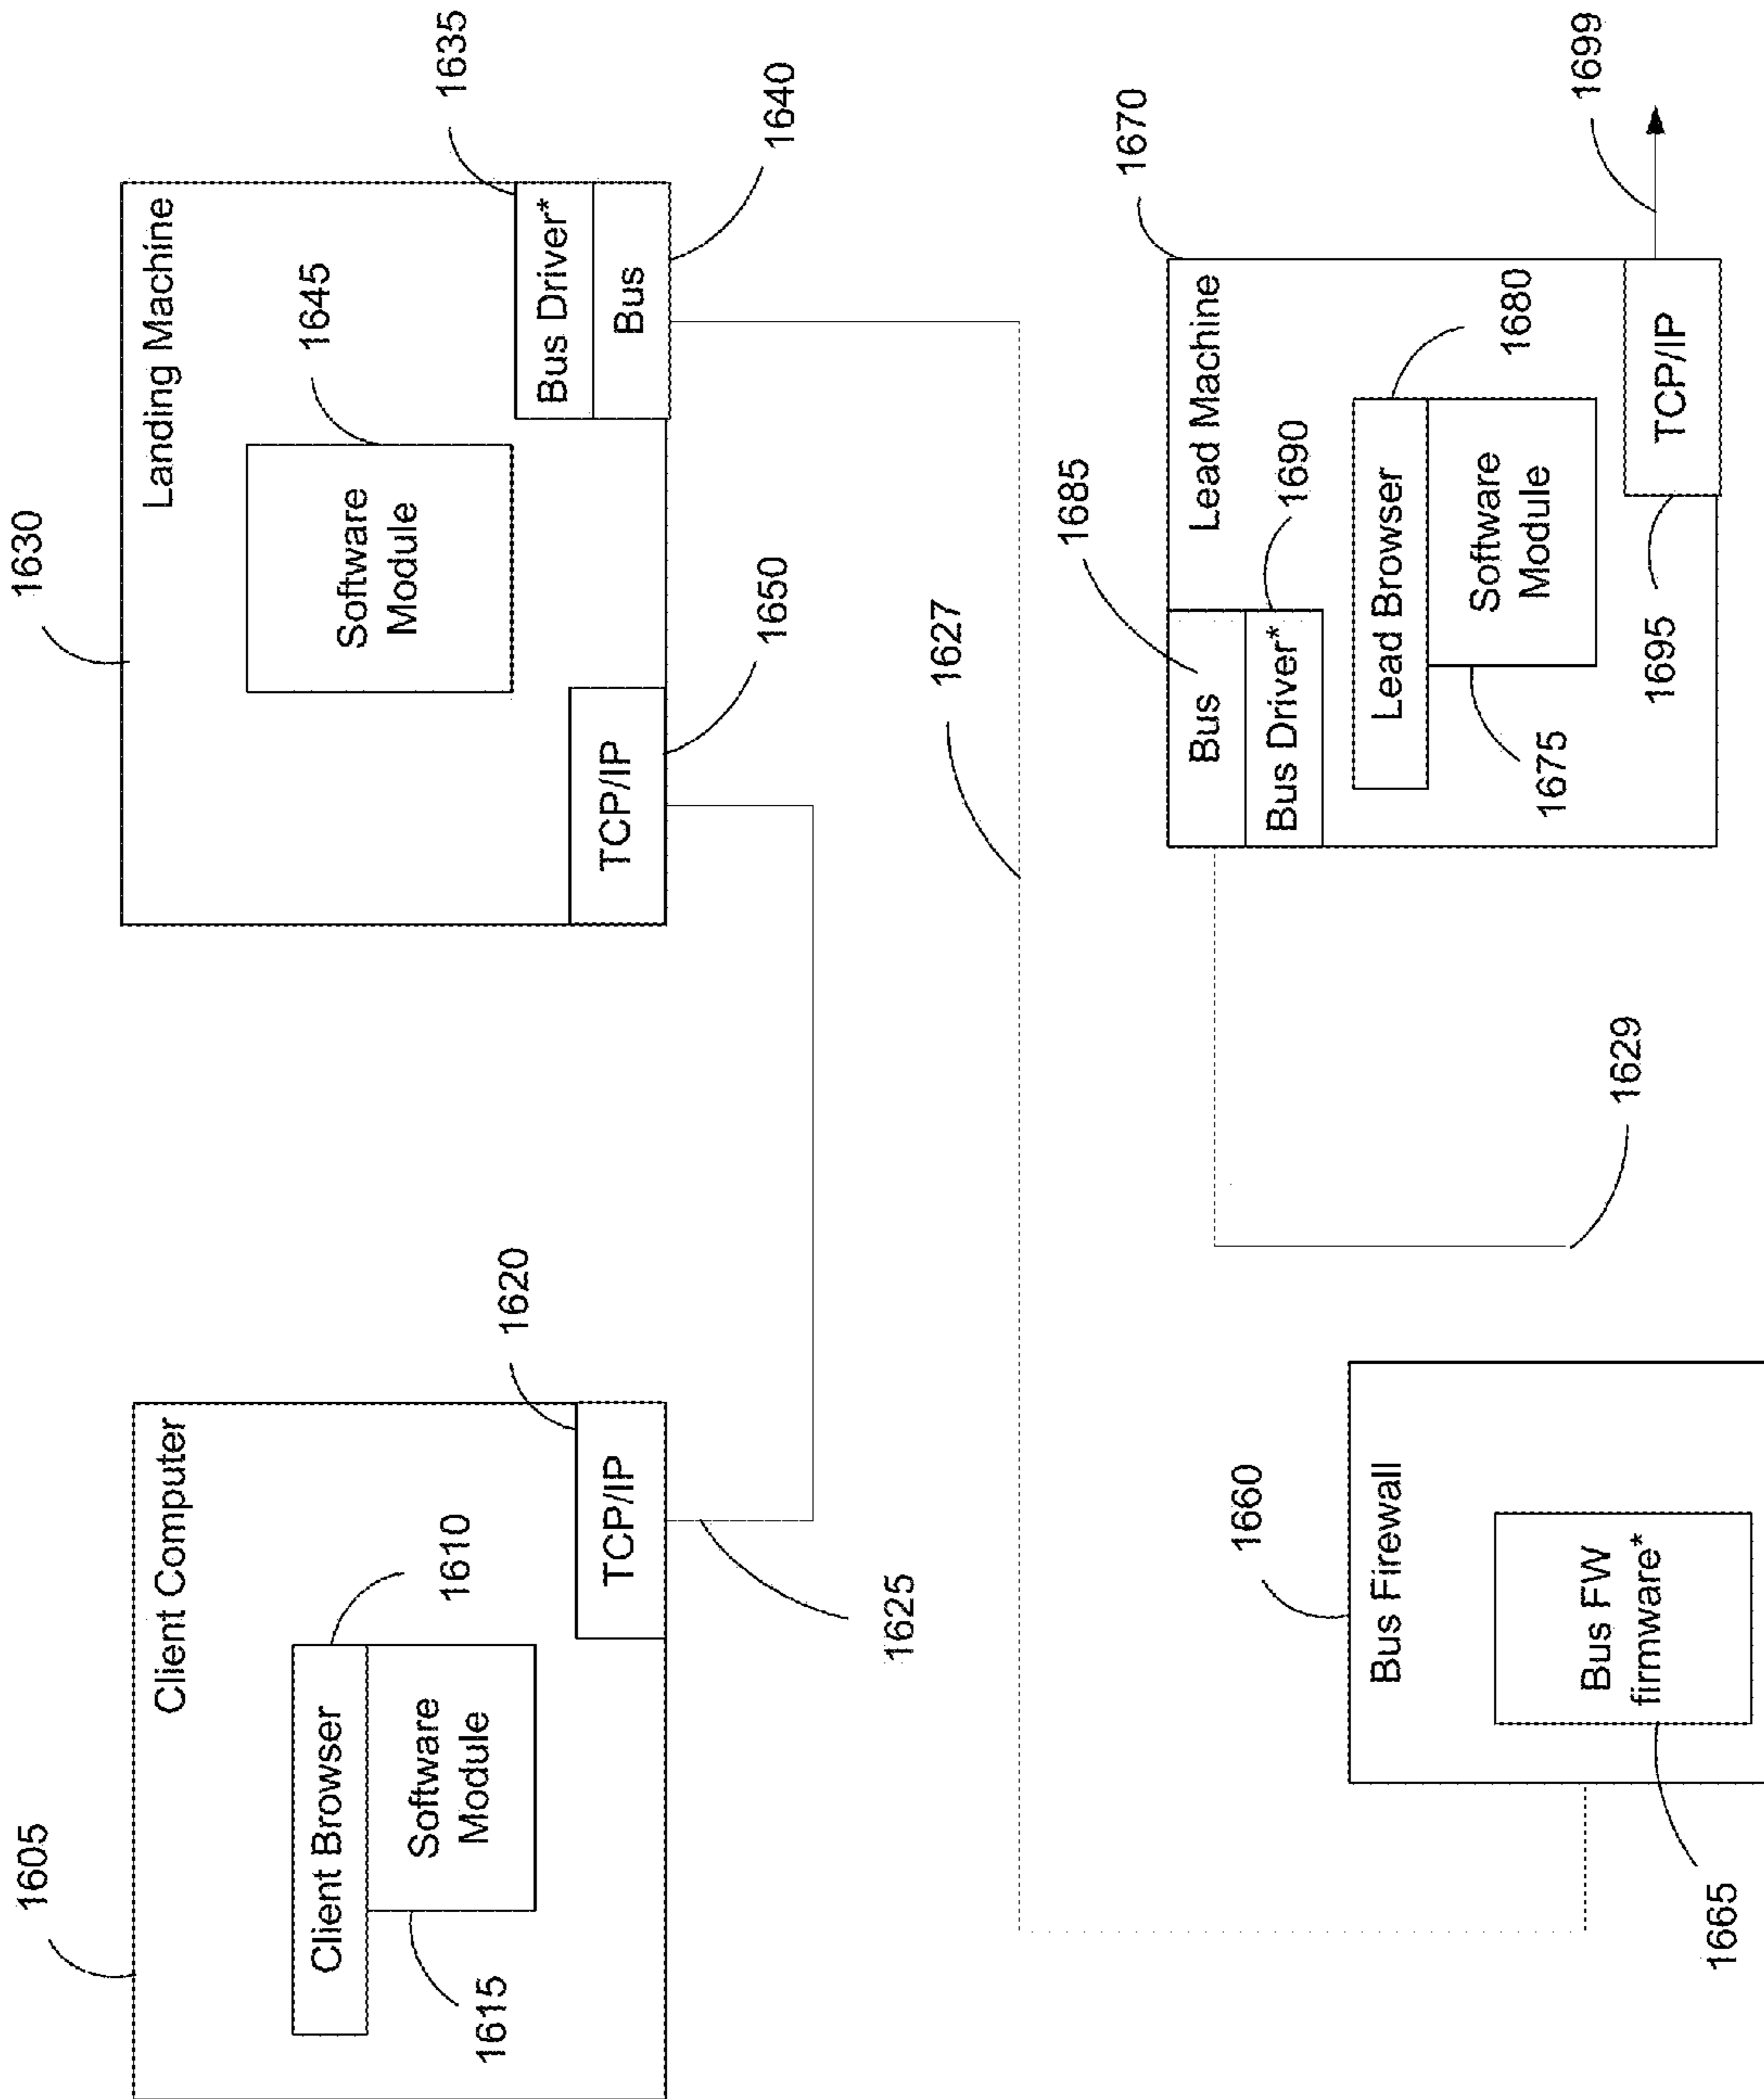 1605
Client Computer
1610
Client Browser
Software
Module
1615
1620
TCP/IP
1625
1630
Landing Machine
1645
Software
Module
1635
Bus Driver*
Bus
1640
TCP/IP
1650
1627
1660
Bus Firewall
Bus FW
firmware*
1665
1629
1670
Lead Machine
1685
Bus
Bus Driver*
1690
Lead Browser
1680
Software
Module
1675
TCP/IP
1695
1699